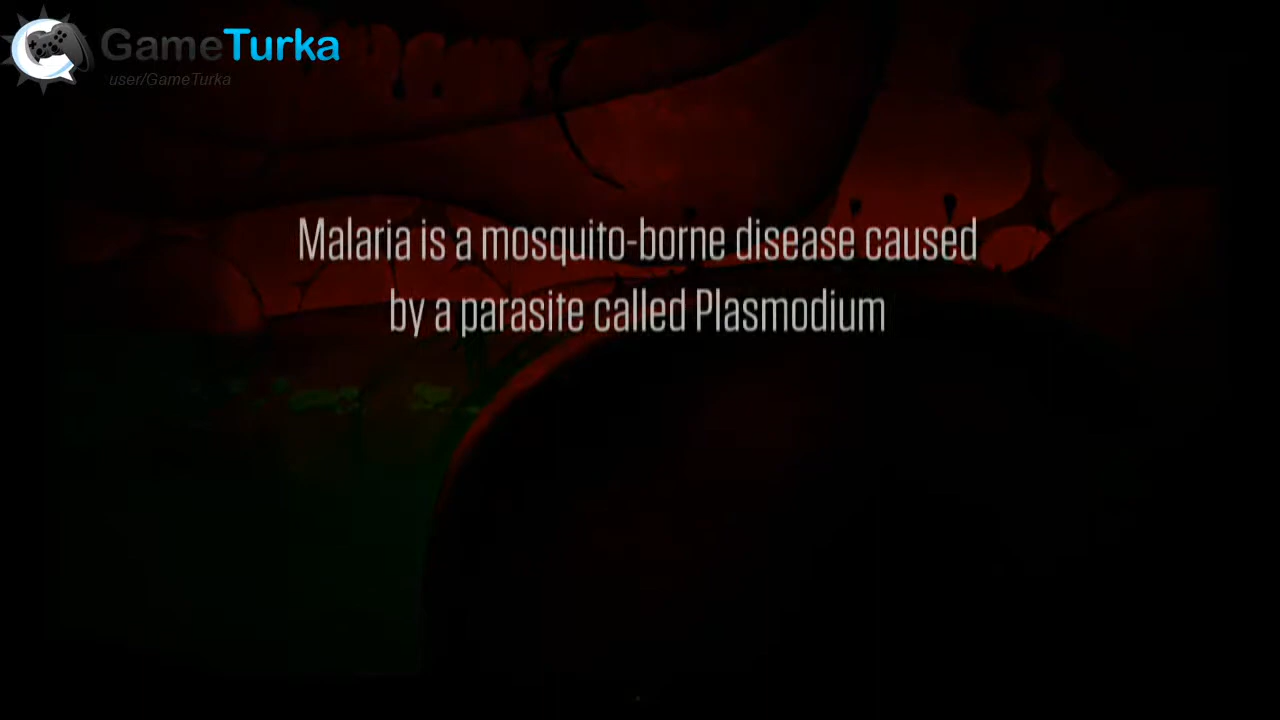 GameTurka
user/GameTurka
Malaria is a mosquito-borne disease caused
by a parasite called Plasmodium